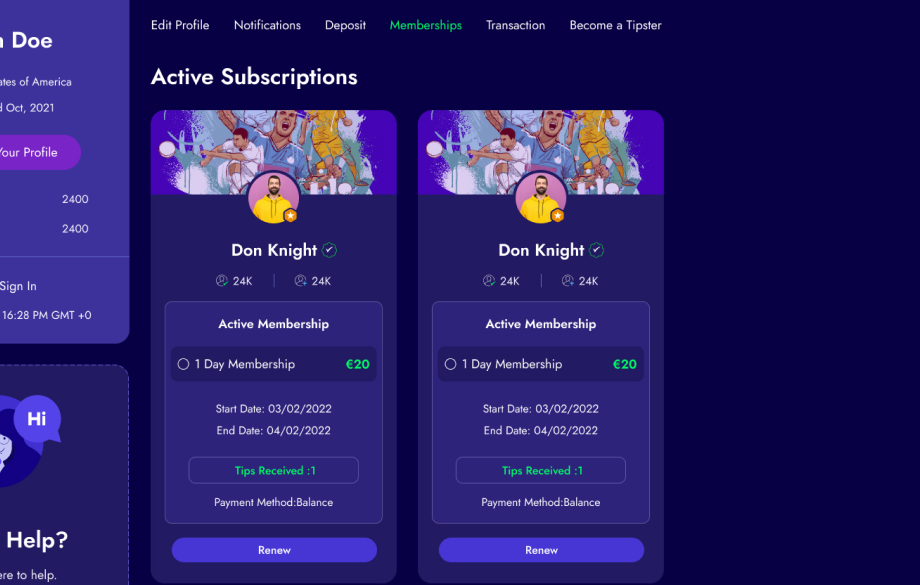 Edit Profile Notifications Deposit Memberships Transaction Become a Tipster
Doe
Active Subscriptions
ates of America
Oct, 2021
Your Profile
2400
2400
Sign In
16:28 PM GMT +0
Hi
Help?
ere to help.
Don Knight
24K 24K
Active Membership
1 Day Membership €20
Start Date: 03/02/2022
End Date: 04/02/2022
Tips Received :1
Payment Method:Balance
Renew
Don Knight
24K 24K
Active Membership
1 Day Membership €20
Start Date: 03/02/2022
End Date: 04/02/2022
Tips Received :1
Payment Method:Balance
Renew